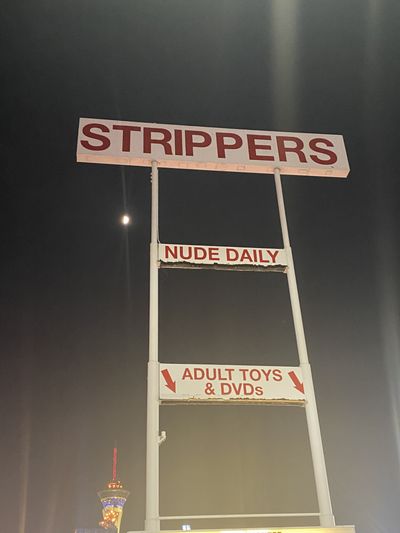 STRIPPERS
NUDE DAILY
ADULT TOYS
& DVDs